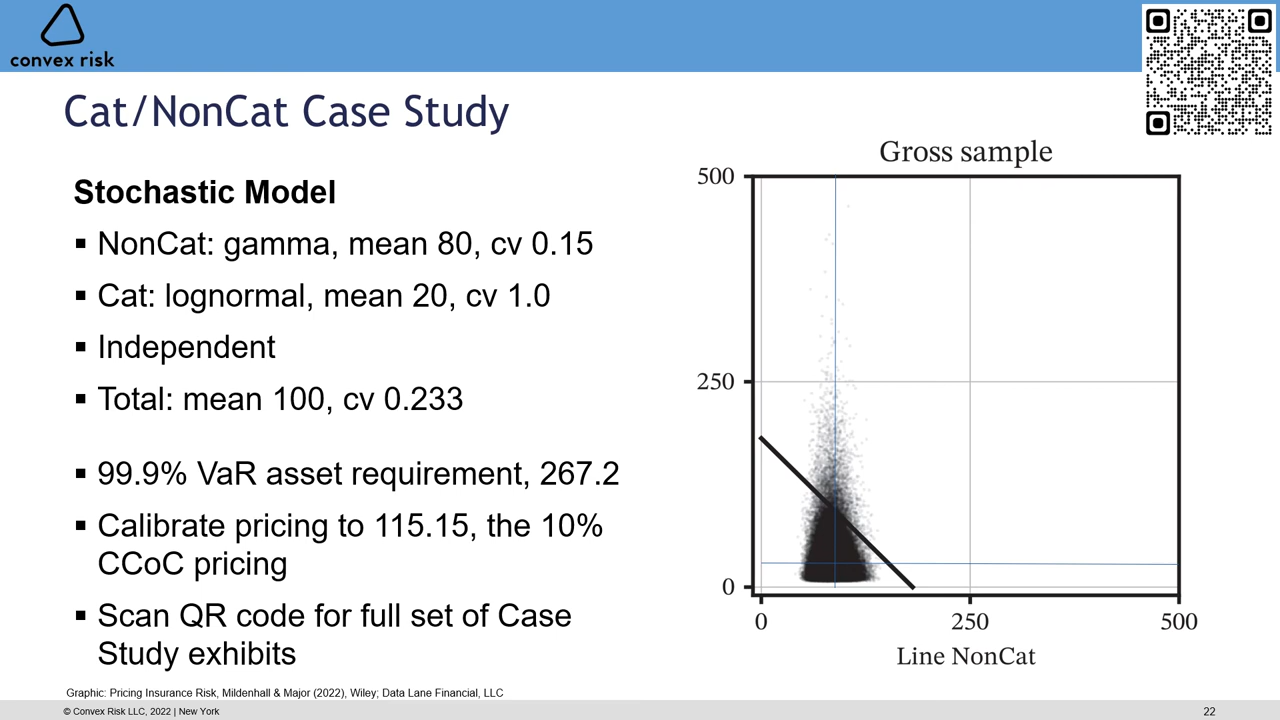 convex risk
Cat/NonCat Case Study
Stochastic Model
▪ NonCat: gamma, mean 80, cv 0.15
▪ Cat: lognormal, mean 20, cv 1.0
▪ Independent
▪ Total: mean 100, cv 0.233
▪ 99.9% VaR asset requirement, 267.2
▪ Calibrate pricing to 115.15, the 10%
CCoC pricing
▪ Scan QR code for full set of Case
Study exhibits
Gross sample
500
250
0
0 250 500
Line NonCat
Graphic: Pricing Insurance Risk, Mildenhall & Major (2022), Wiley; Data Lane Financial, LLC
© Convex Risk LLC, 2022 | New York
22